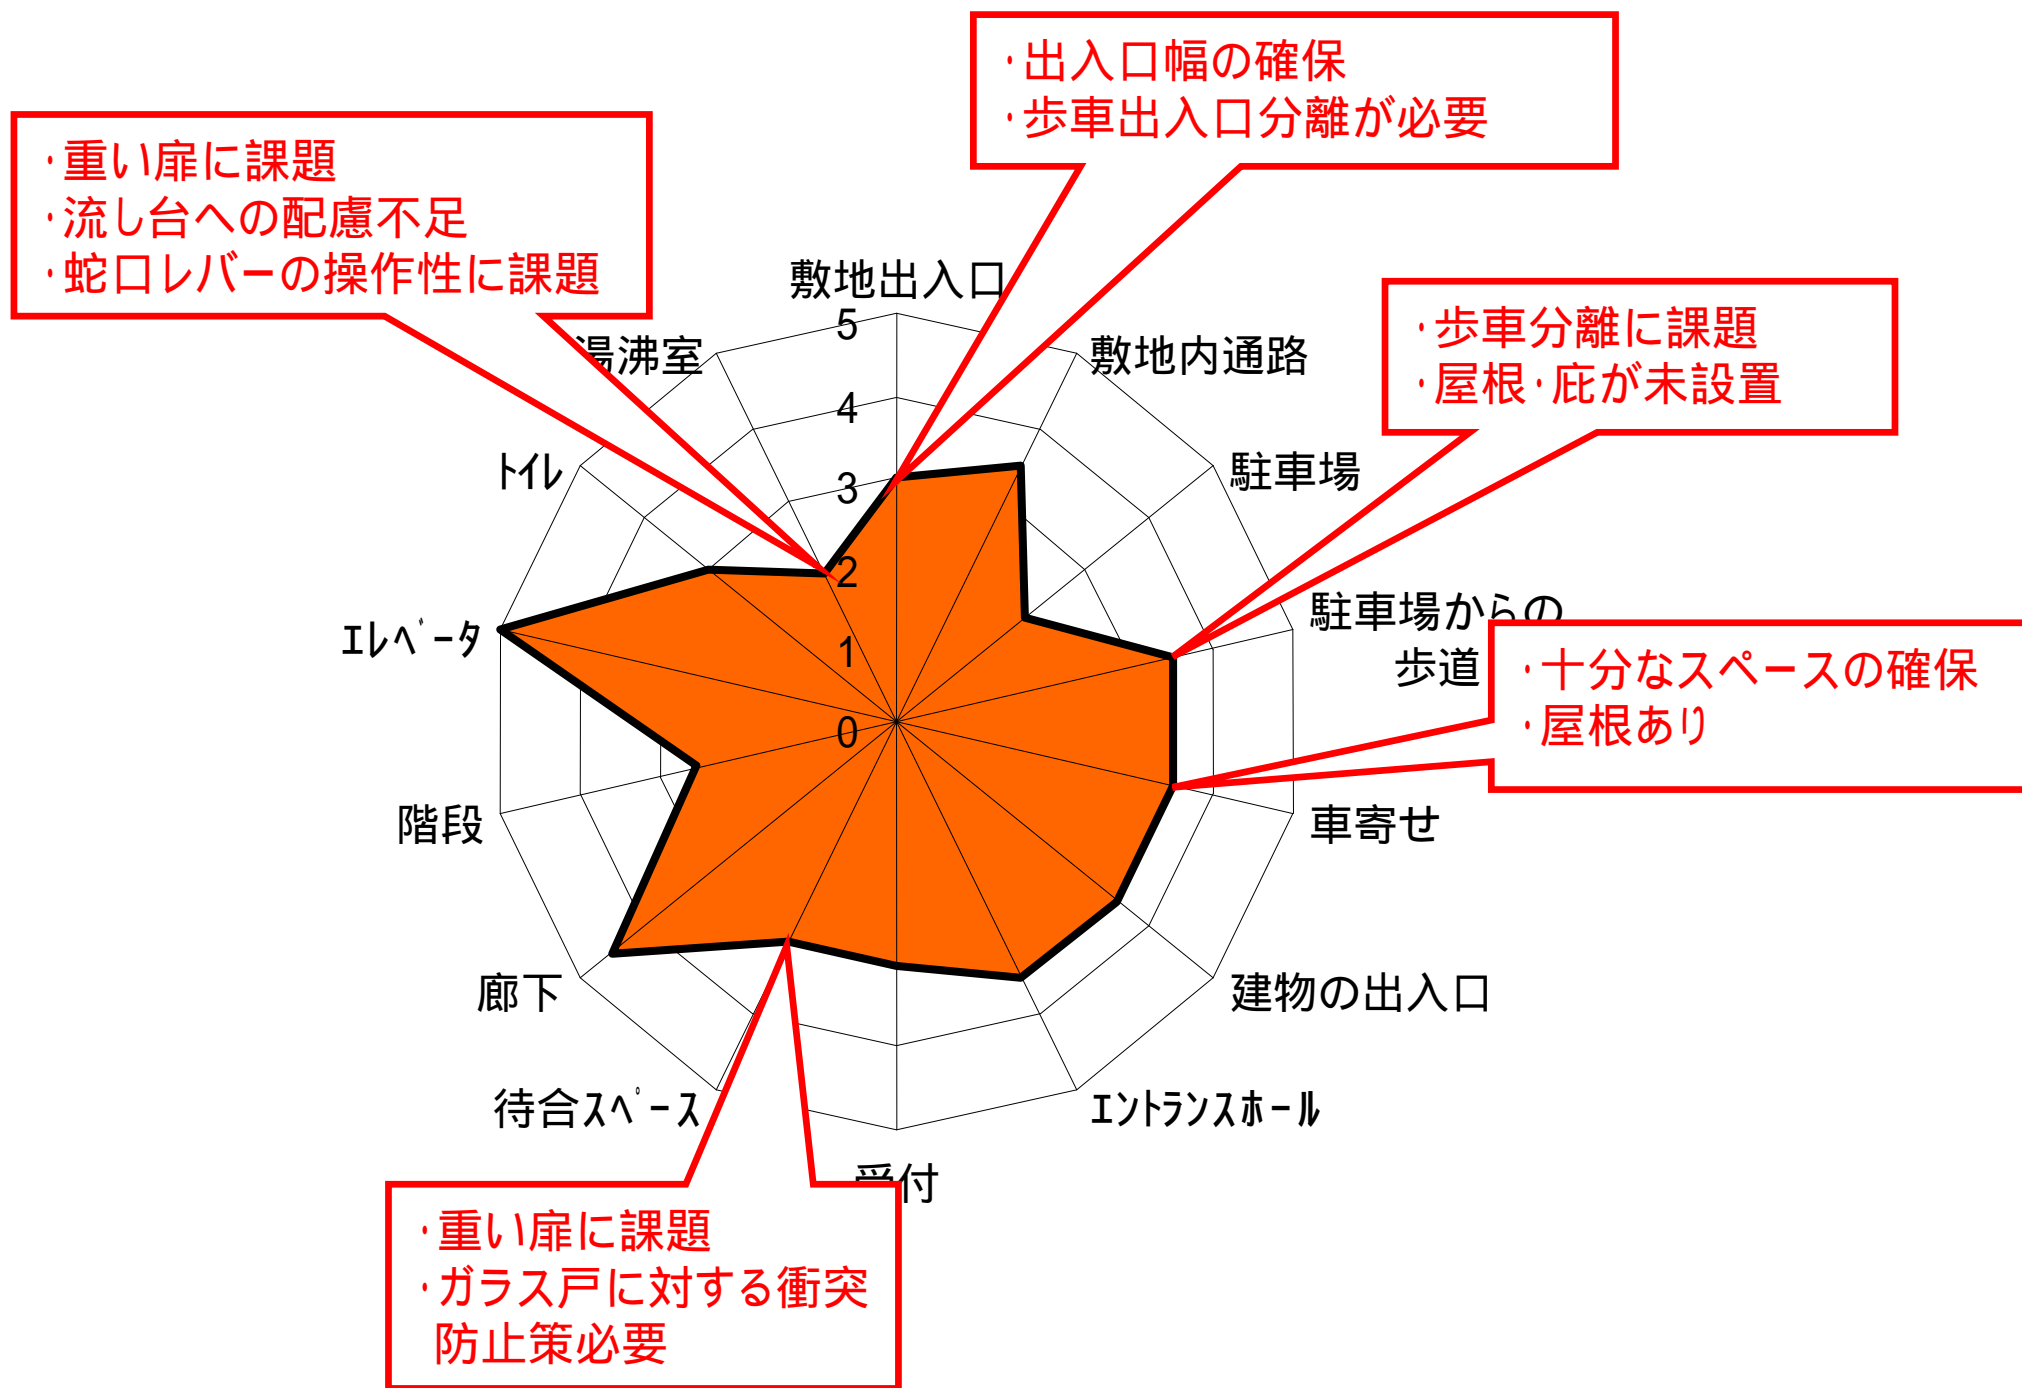 ・出入口幅の確保
・歩車出入口分離が必要
・重い扉に課題
・流し台への配慮不足
・蛇口レバーの操作性に課題
敷地出入口
・歩車分離に課題
・屋根・庇が未設置
5
湯沸室
敷地内通路
4
トイレ
駐車場
3
2
駐車場からの
歩道
エレベータ
1
・十分なスペースの確保
・屋根あり
0
階段
車寄せ
廊下
建物の出入口
待合スペース
エントランスホール
受付
・重い扉に課題
・ガラス戸に対する衝突
防止策必要